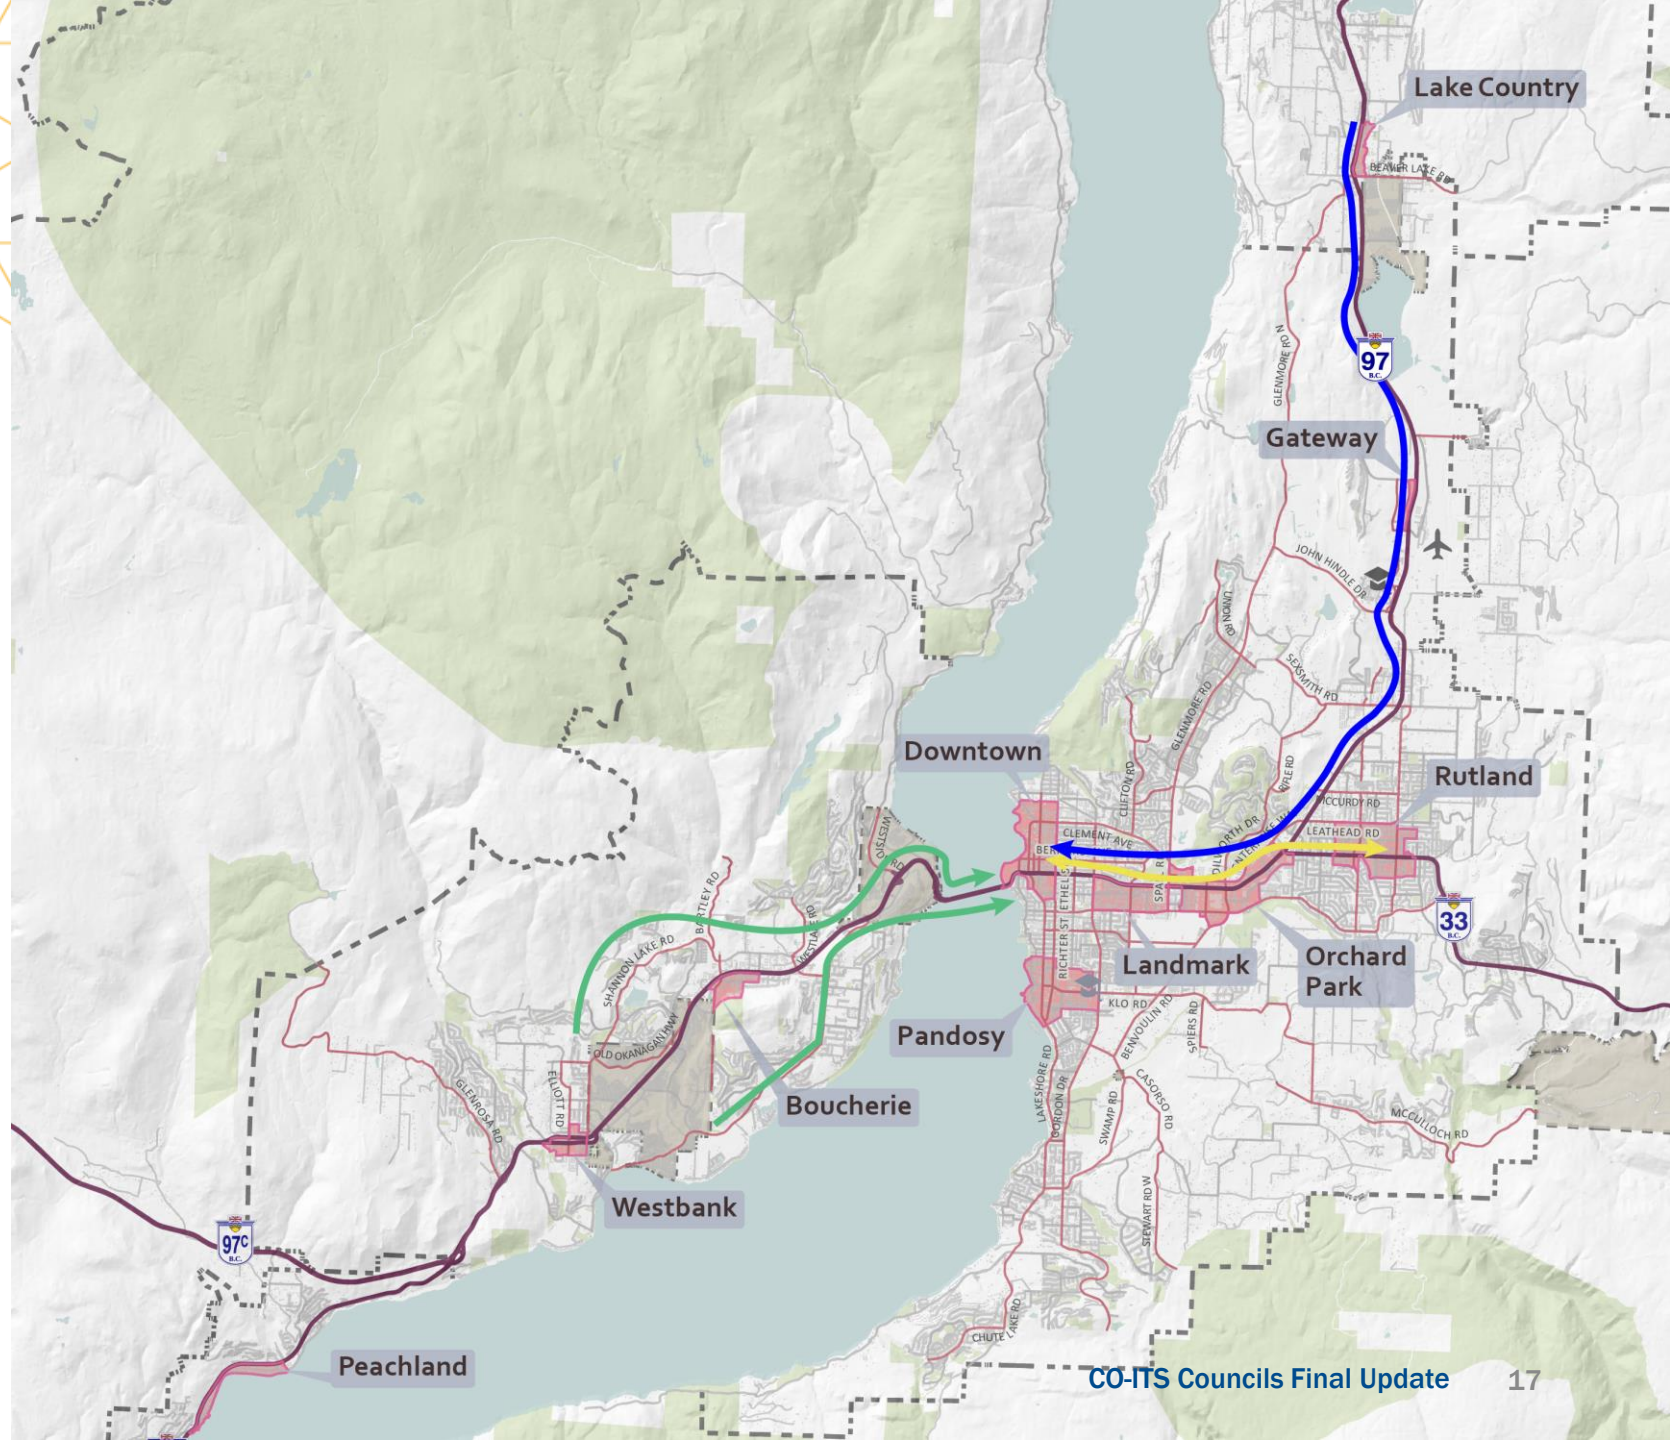 Lake Country
BEAVER LAKE RD
97
B.C.
GLENMORE RD N
Gateway
JOHN HINDLE DR
UNION RD
SEXSMITH RD
GLENMORE RD
Downtown
CLIFTON RD
Rutland
MCCURDY RD
CLEMENT AVE
LEATHEAD RD
SHANNON LAKE RD
RICHTER ST
ETHEL S
33
B.C.
Landmark
Orchard
Park
KLO RD
BENVOULIN RD
SPIERS RD
Pandosy
OLD OKANAGAN HWY
ELLIOTT RD
GLENROSA RD
Boucherie
LAKESHORE RD
GORDON DR
SWAMP RD
CASORSO RD
MCCULLOCH RD
Westbank
STEWART RD W
97C
B.C.
CHUTE LAKE RD
Peachland
CO-ITS Councils Final Update
17